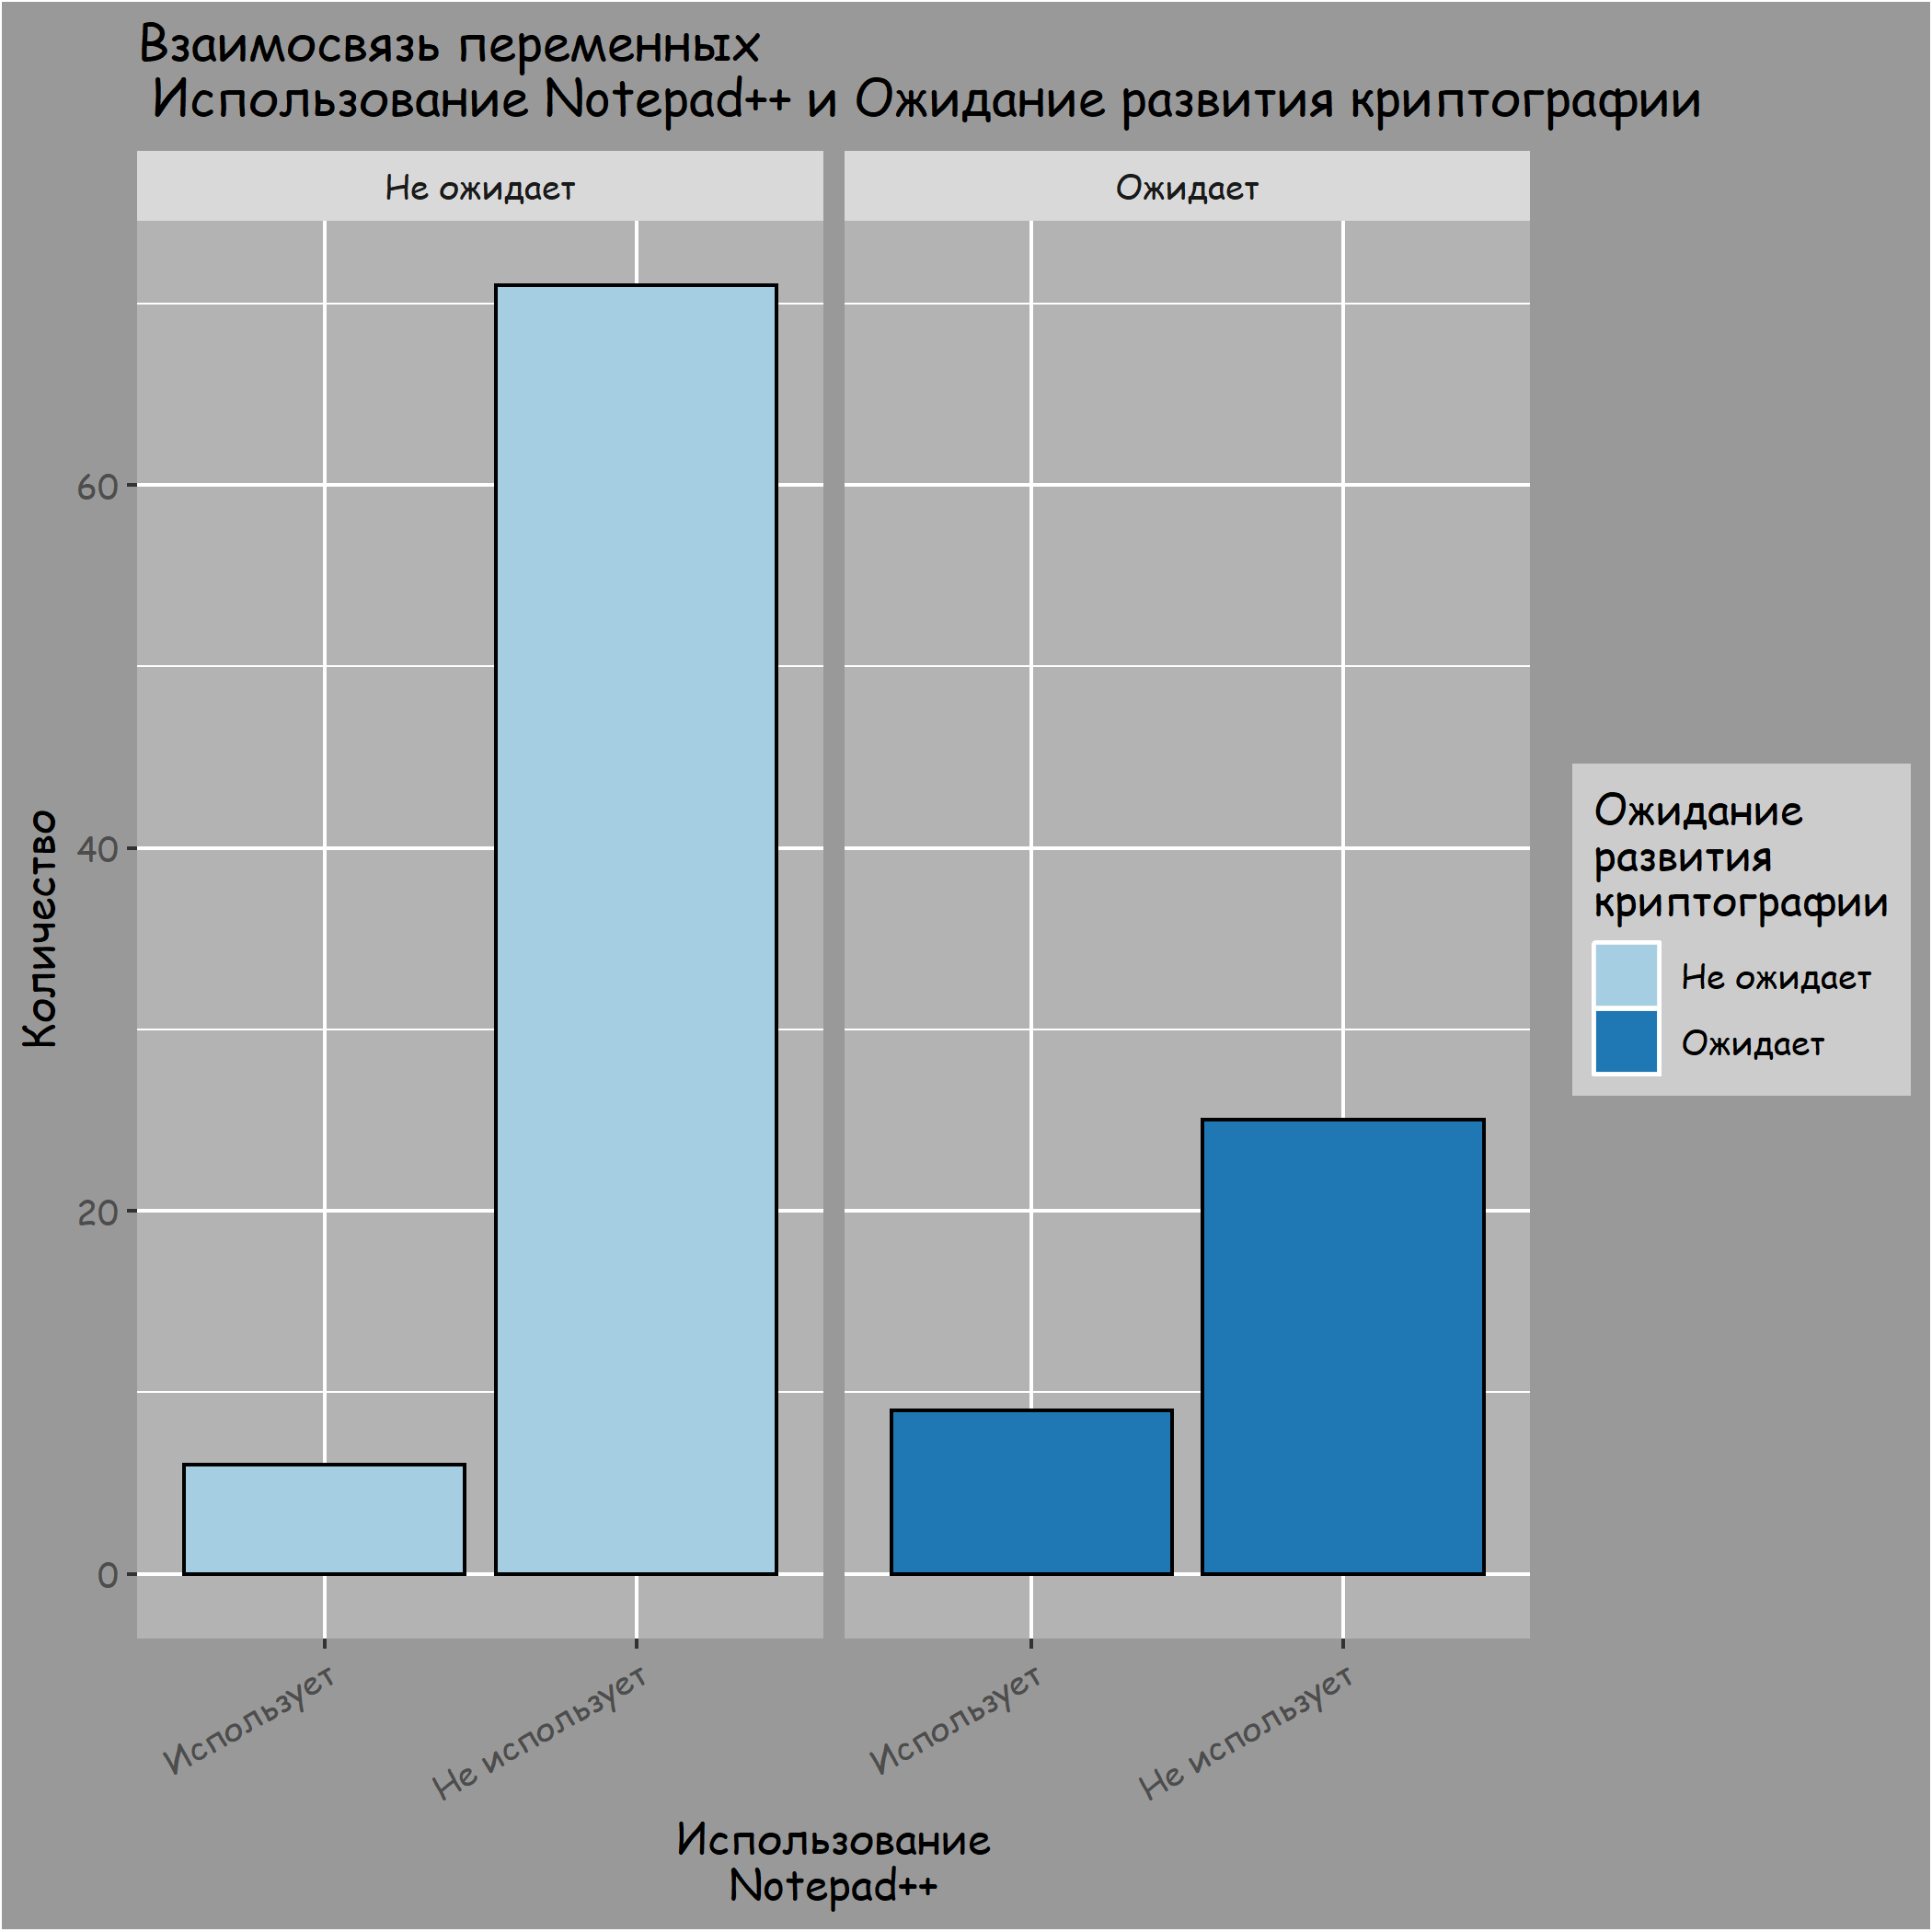 Взаимосвязь переменных
Использование Notepad++ и Ожидание развития криптографии
Не ожидает
Ожидает
Количество
60
40
20
0
Использует
Не использует
Использует
Не использует
Использование
Notepad++
Ожидание
развития
криптографии
Не ожидает
Ожидает